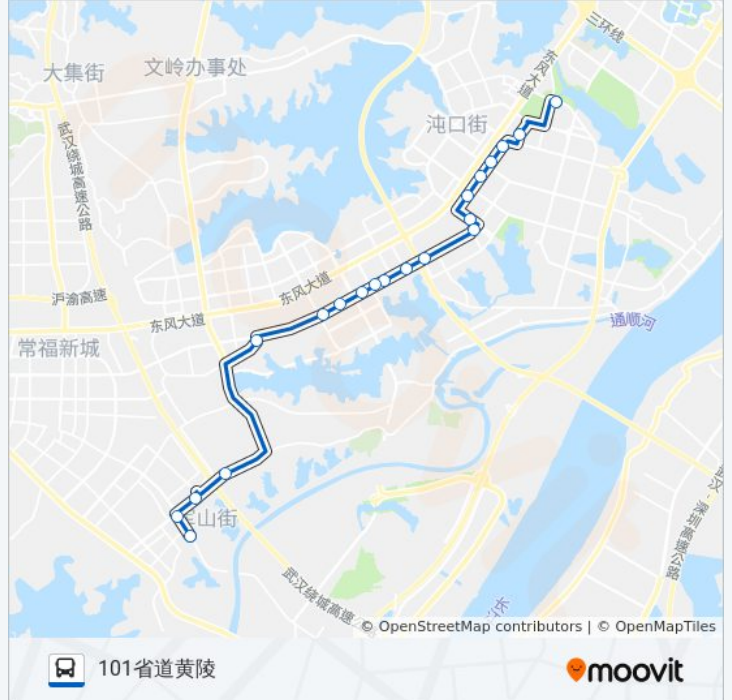 三环线
东风大道
大集街
文岭办事处
沌口街
武汉绕城高速公路
沪渝高速
东风大道
东风大道
通顺河
常福新城
山街
武汉-深圳高速公路
武汉绕城高速公
长
© OpenStreetMap contributors | © OpenMapTiles
101省道黄陵
moovit